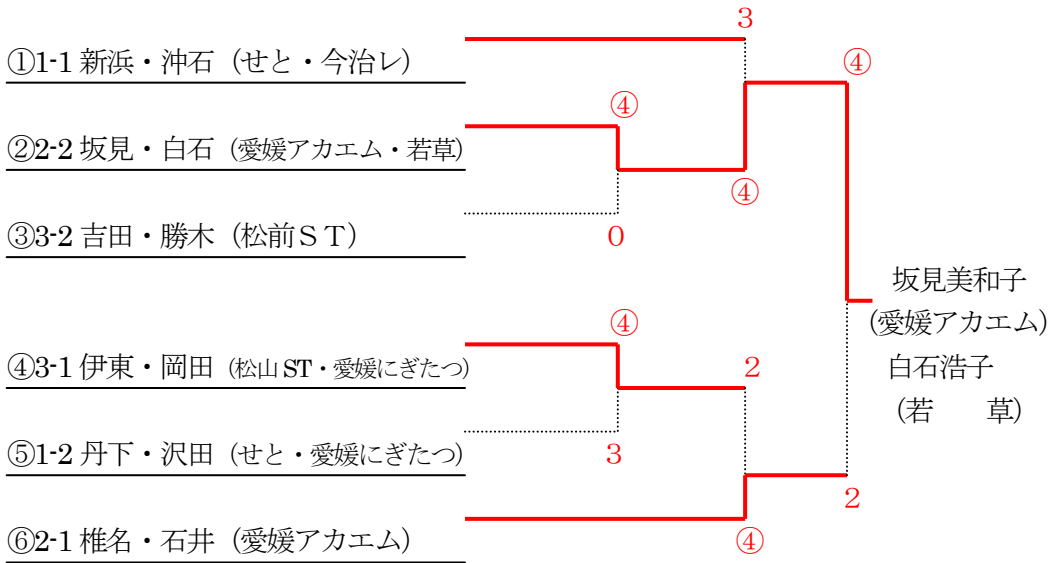 3
①1-1 新浜・沖石（せと・今治レ）
④
④
②2-2 坂見・白石（愛媛アカエム・若草）
④
③3-2 吉田・勝木（松前ＳＴ）
0
坂見美和子
(愛媛アカエム)
白石浩子
（若　　草）
④
④3-1 伊東・岡田（松山 ST・愛媛にぎたつ）
2
⑤1-2 丹下・沢田（せと・愛媛にぎたつ）
3
2
⑥2-1 椎名・石井（愛媛アカエム）
④